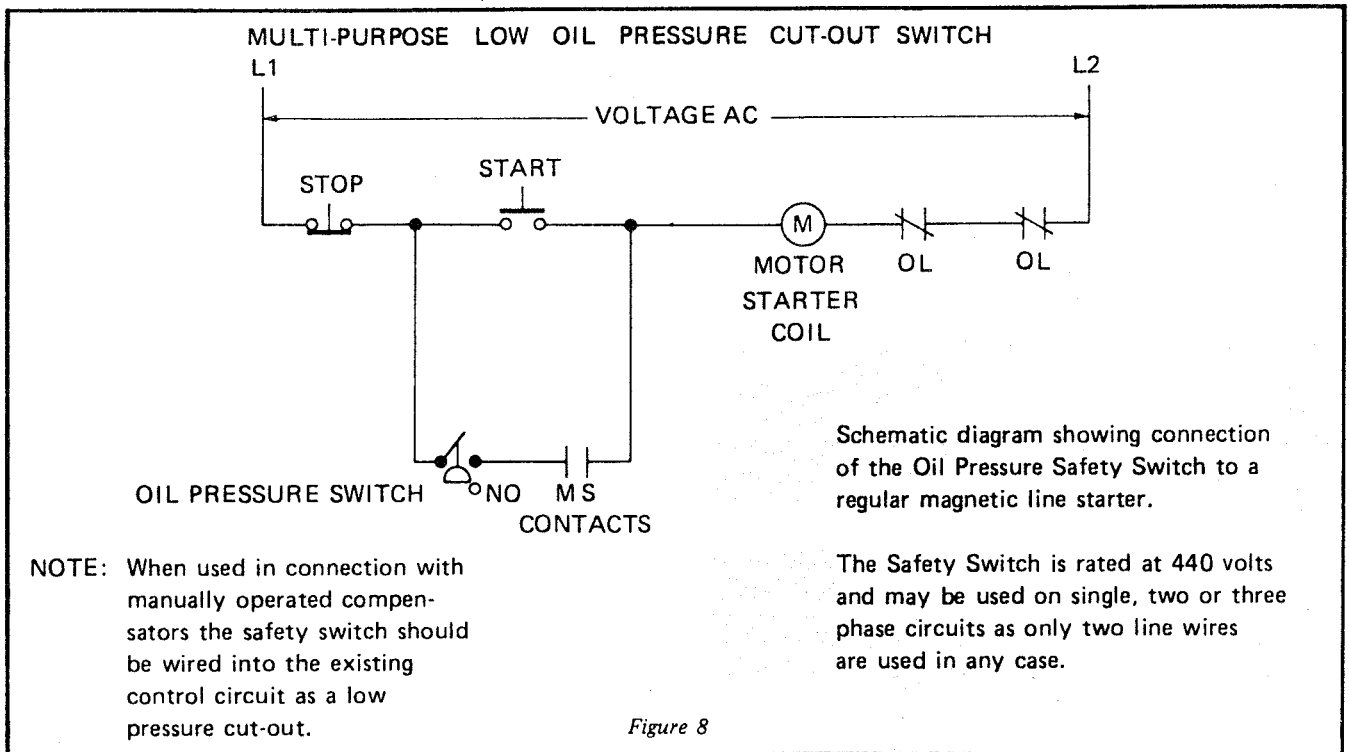 MULTI-PURPOSE LOW OIL PRESSURE CUT-OUT SWITCH
L1
L2
VOLTAGE AC
STOP
START
M
MOTOR
STARTER
COIL
OL
OL
OIL PRESSURE SWITCH
NO
MS
CONTACTS
Schematic diagram showing connection
of the Oil Pressure Safety Switch to a
regular magnetic line starter.
The Safety Switch is rated at 440 volts
and may be used on single, two or three
phase circuits as only two line wires
are used in any case.
NOTE: When used in connection with
manually operated compen-
sators the safety switch should
be wired into the existing
control circuit as a low
pressure cut-out.
Figure 8